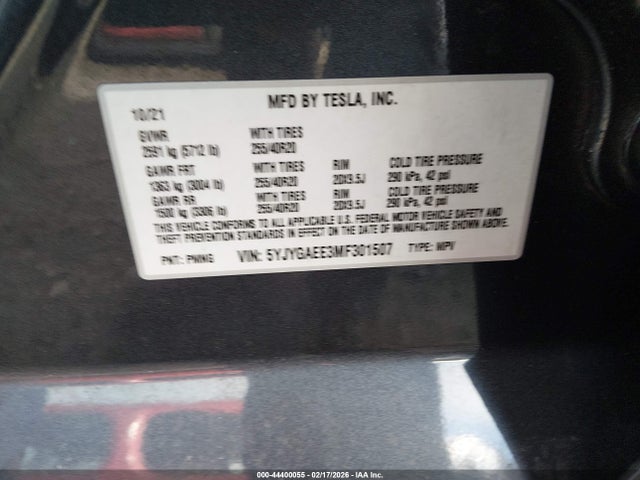 MFD BY TESLA, INC.
10/21
GVWR WITH TIRES
2591 kg (5712 lb) 255/40R20
GAWR FRT WITH TIRES RIM COLD TIRE PRESSURE
1363 kg (3004 lb) 255/40R20 20X9.5J 290 kPa, 42 psi
GAWR RR WITH TIRES RIM COLD TIRE PRESSURE
1500 kg (3306 lb) 255/40R20 20X9.5J 290 kPa, 42 psi
THIS VEHICLE CONFORMS TO ALL APPLICABLE U.S. FEDERAL MOTOR VEHICLE SAFETY AND
THEFT PREVENTION STANDARDS IN EFFECT ON THE DATE OF MANUFACTURE SHOWN ABOVE.
PNT: PMNG VIN: 5YJYGAEE3MF301507 TYPE: MPV
000-44400055 - 02/17/2026 - IAA Inc.